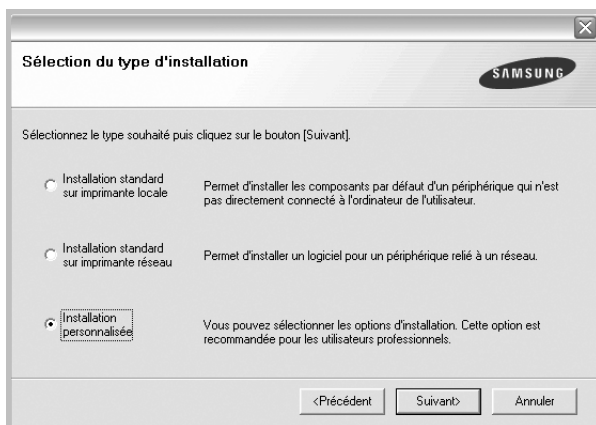 Sélection du type d'installation
SAMSUNG
Sélectionnez le type souhaité puis cliquez sur le bouton [Suivant].
Installation standard
sur imprimante locale
Permet d'installer les composants par défaut d'un périphérique qui n'est
pas directement connecté à l'ordinateur de l'utilisateur.
Installation standard
sur imprimante réseau
Permet d'installer un logiciel pour un périphérique relié à un réseau.
Installation
personnalisée
Vous pouvez sélectionner les options d'installation. Cette option est
recommandée pour les utilisateurs professionnels.
<Précédent
Suivant>
Annuler